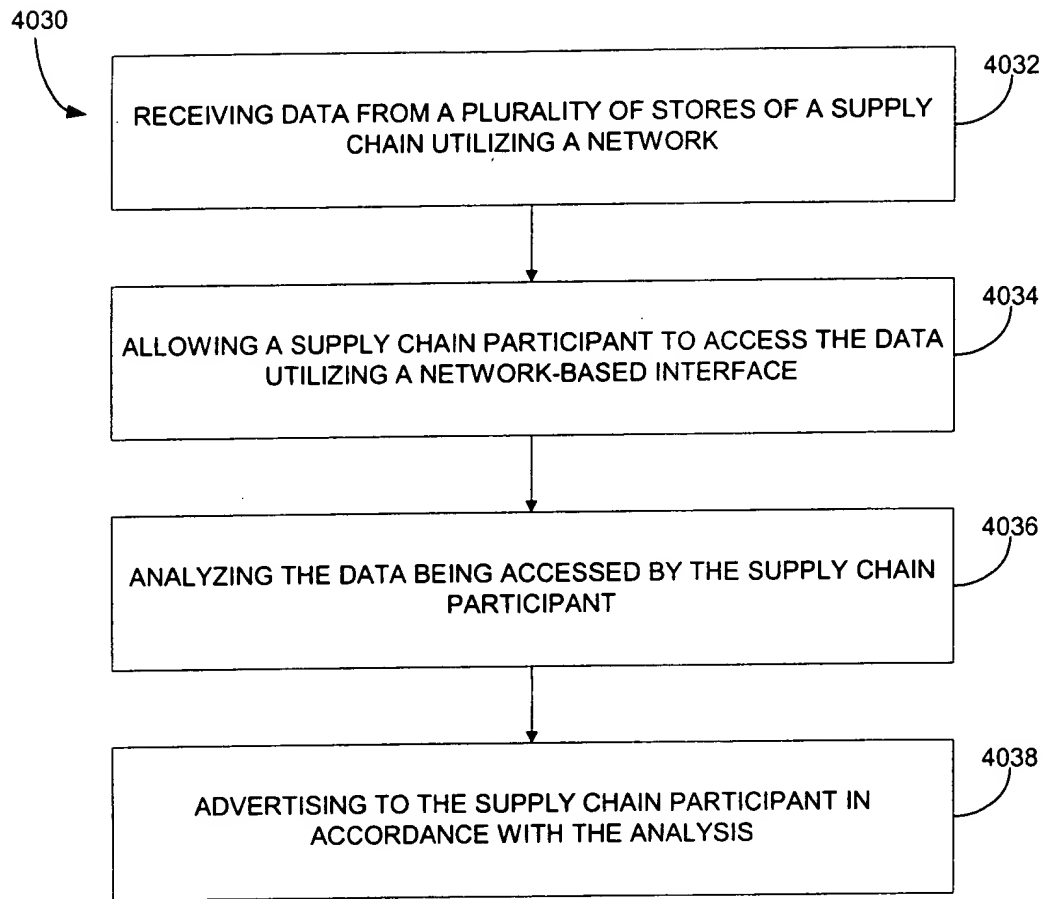 4030
4032
RECEIVING DATA FROM A PLURALITY OF STORES OF A SUPPLY
CHAIN UTILIZING A NETWORK
4034
ALLOWING A SUPPLY CHAIN PARTICIPANT TO ACCESS THE DATA
UTILIZING A NETWORK-BASED INTERFACE
4036
ANALYZING THE DATA BEING ACCESSED BY THE SUPPLY CHAIN
PARTICIPANT
4038
ADVERTISING TO THE SUPPLY CHAIN PARTICIPANT IN
ACCORDANCE WITH THE ANALYSIS